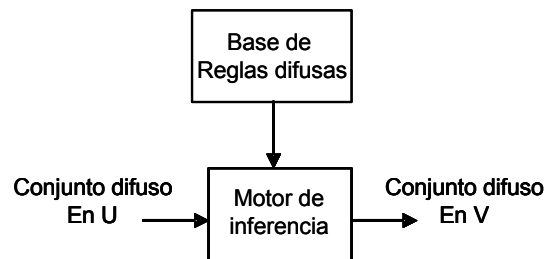 Base de
Reglas difusas
Conjunto difuso
En U
Motor de
inferencia
Conjunto difuso
En V